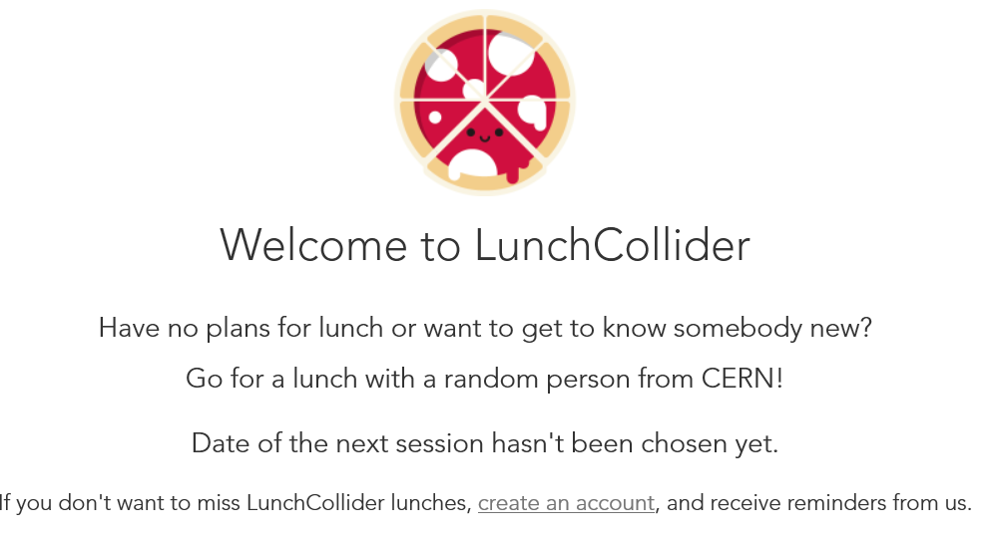 Welcome to LunchCollider
Have no plans for lunch or want to get to know somebody new?
Go for a lunch with a random person from CERN!
Date of the next session hasn't been chosen yet.
If you don't want to miss LunchCollider lunches, create an account, and receive reminders from us.